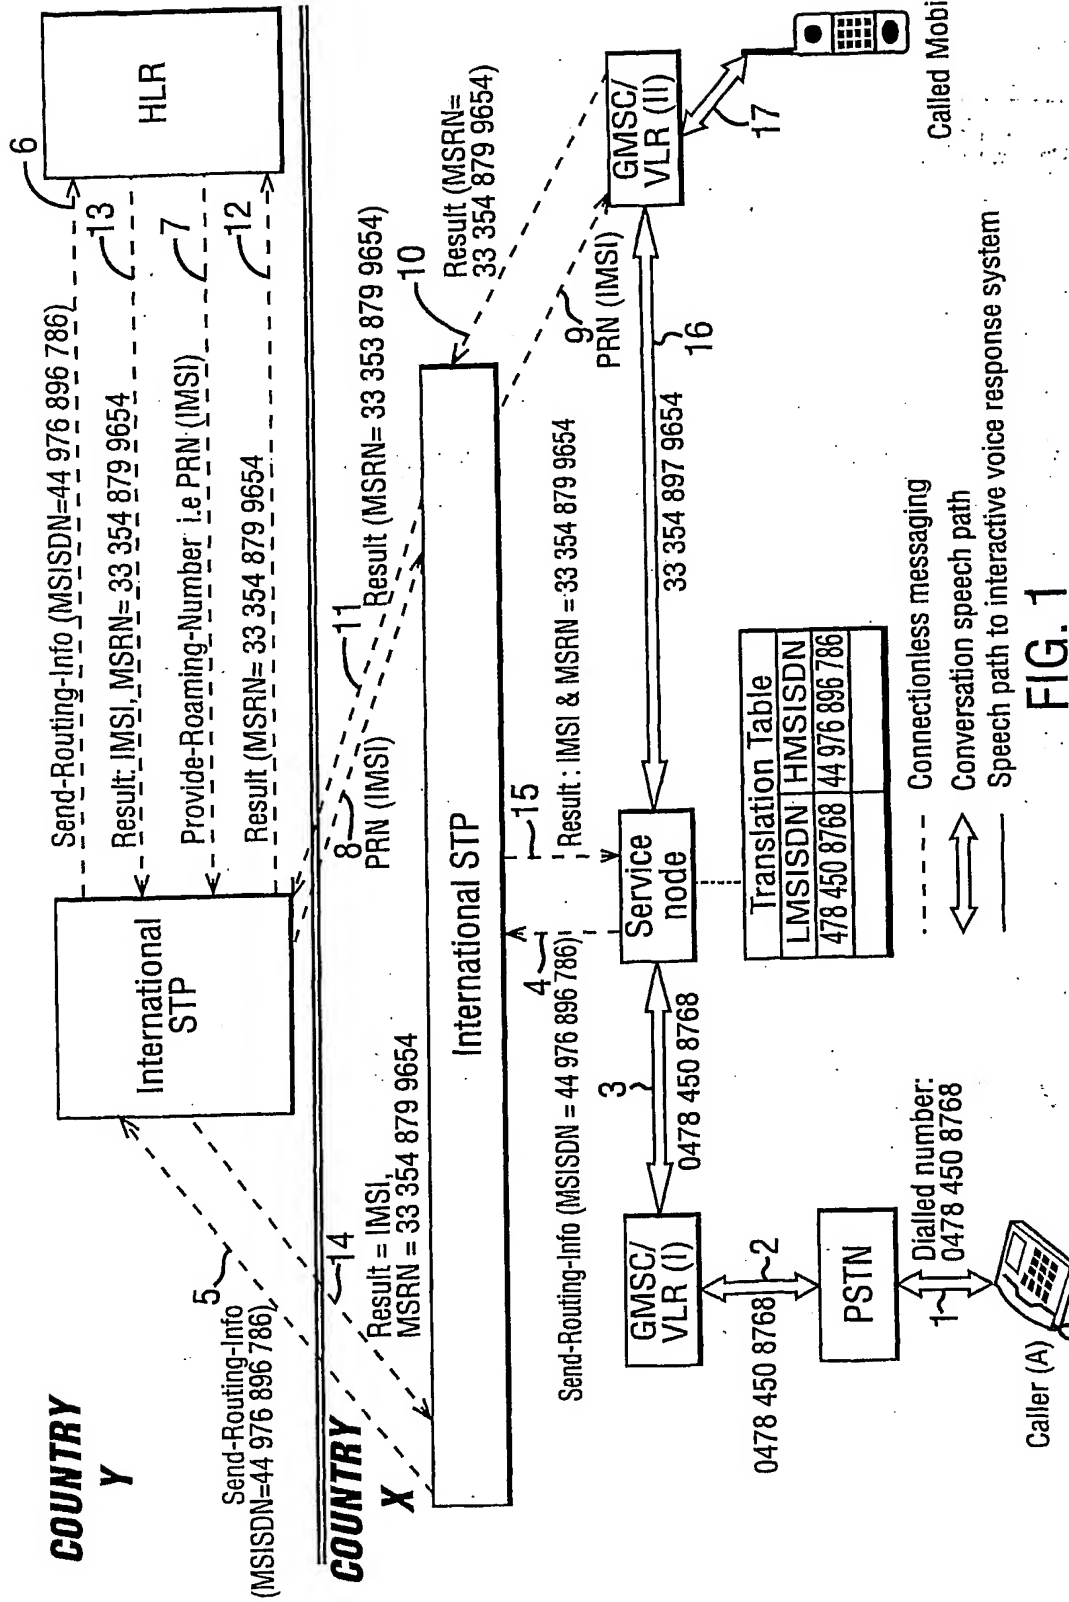 COUNTRY
Y
Send-Routing-Info
(MSISDN=44 976 896 786)
5
International
STP
Send-Routing-Info (MSISDN=44 976 896 786)
6
Result: IMSI, MSRN= 33 354 879 9654
13
Provide-Roaming-Number i.e PRN (IMSI)
7
Result (MSRN= 33 354 879 9654
12
HLR
COUNTRY
X
14
Result = IMSI,
MSRN = 33 354 879 9654
8
PRN (IMSI)
11
Result (MSRN= 33 353 879 9654)
10
Result (MSRN=
33 354 879 9654)
International STP
9
PRN (IMSI)
Send-Routing-Info (MSISDN = 44 976 896 786)
4
15
Result : IMSI & MSRN = 33 354 879 9654
GMSC/
VLR (I)
3
0478 450 8768
Service
node
16
33 354 897 9654
GMSC/
VLR (II)
17
Called Mobi
0478 450 8768
2
PSTN
1
Dialled number:
0478 450 8768
Caller (A)
Translation Table
LMSISDN HMSISDN
478 450 8768 44 976 896 786
Connectionless messaging
Conversation speech path
Speech path to interactive voice response system
FIG. 1